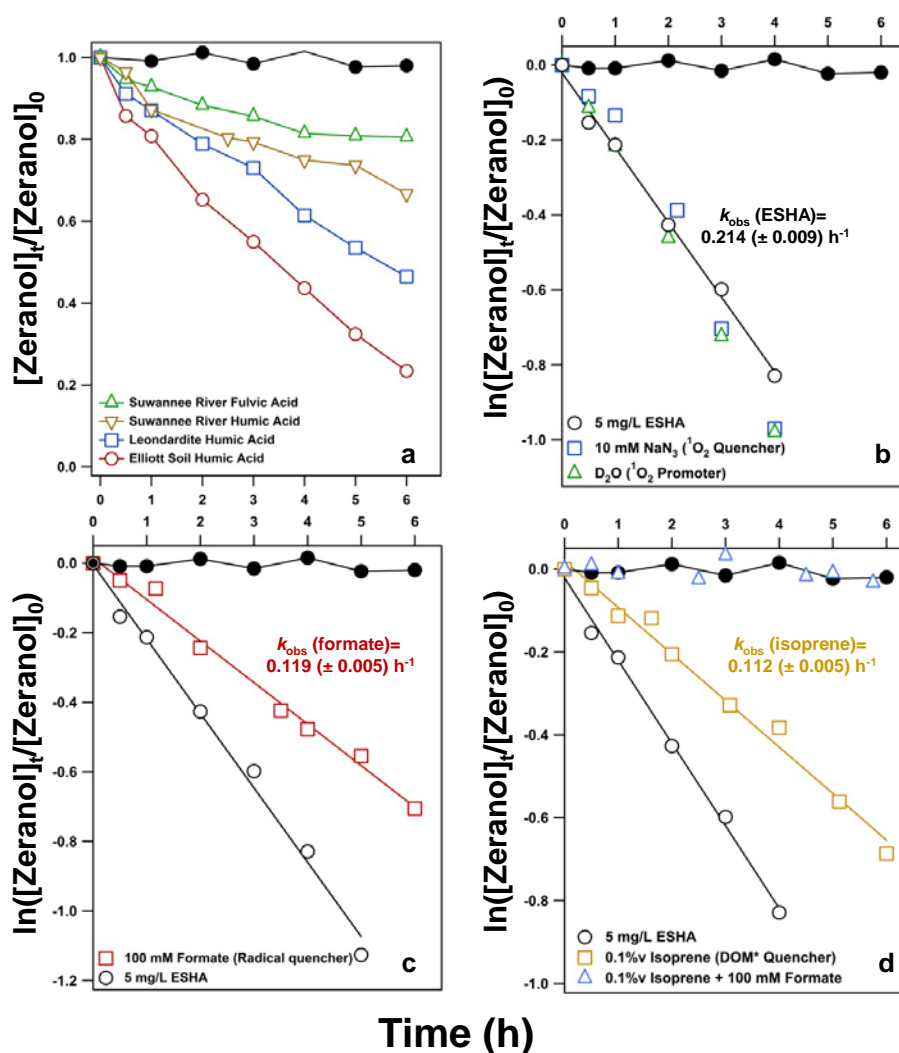 0 1 2 3 4 5 6
[Zeranol]t/[Zeranol]0
1.0
0.8
0.6
0.4
0.2
0.0
Suwannee River Fulvic Acid
Suwannee River Humic Acid
Leondardite Humic Acid
Elliott Soil Humic Acid
a
0 1 2 3 4 5 6
0 1 2 3 4 5 6
ln([Zeranol]t/[Zeranol]0)
0.0
-0.2
-0.4
-0.6
-0.8
-1.0
kobs (ESHA)=
0.214 (± 0.009) h-1
5 mg/L ESHA
10 mM NaN3 (1O2 Quencher)
D2O (1O2 Promoter)
b
0 1 2 3 4 5 6
ln([Zeranol]t/[Zeranol]0)
0.0
-0.2
-0.4
-0.6
-0.8
-1.0
-1.2
kobs (formate)=
0.119 (± 0.005) h-1
100 mM Formate (Radical quencher)
5 mg/L ESHA
c
0 1 2 3 4 5 6
ln([Zeranol]t/[Zeranol]0)
0.0
-0.2
-0.4
-0.6
-0.8
-1.0
kobs (isoprene)=
0.112 (± 0.005) h-1
5 mg/L ESHA
0.1%v Isoprene (DOM* Quencher)
0.1%v Isoprene + 100 mM Formate
d
Time (h)